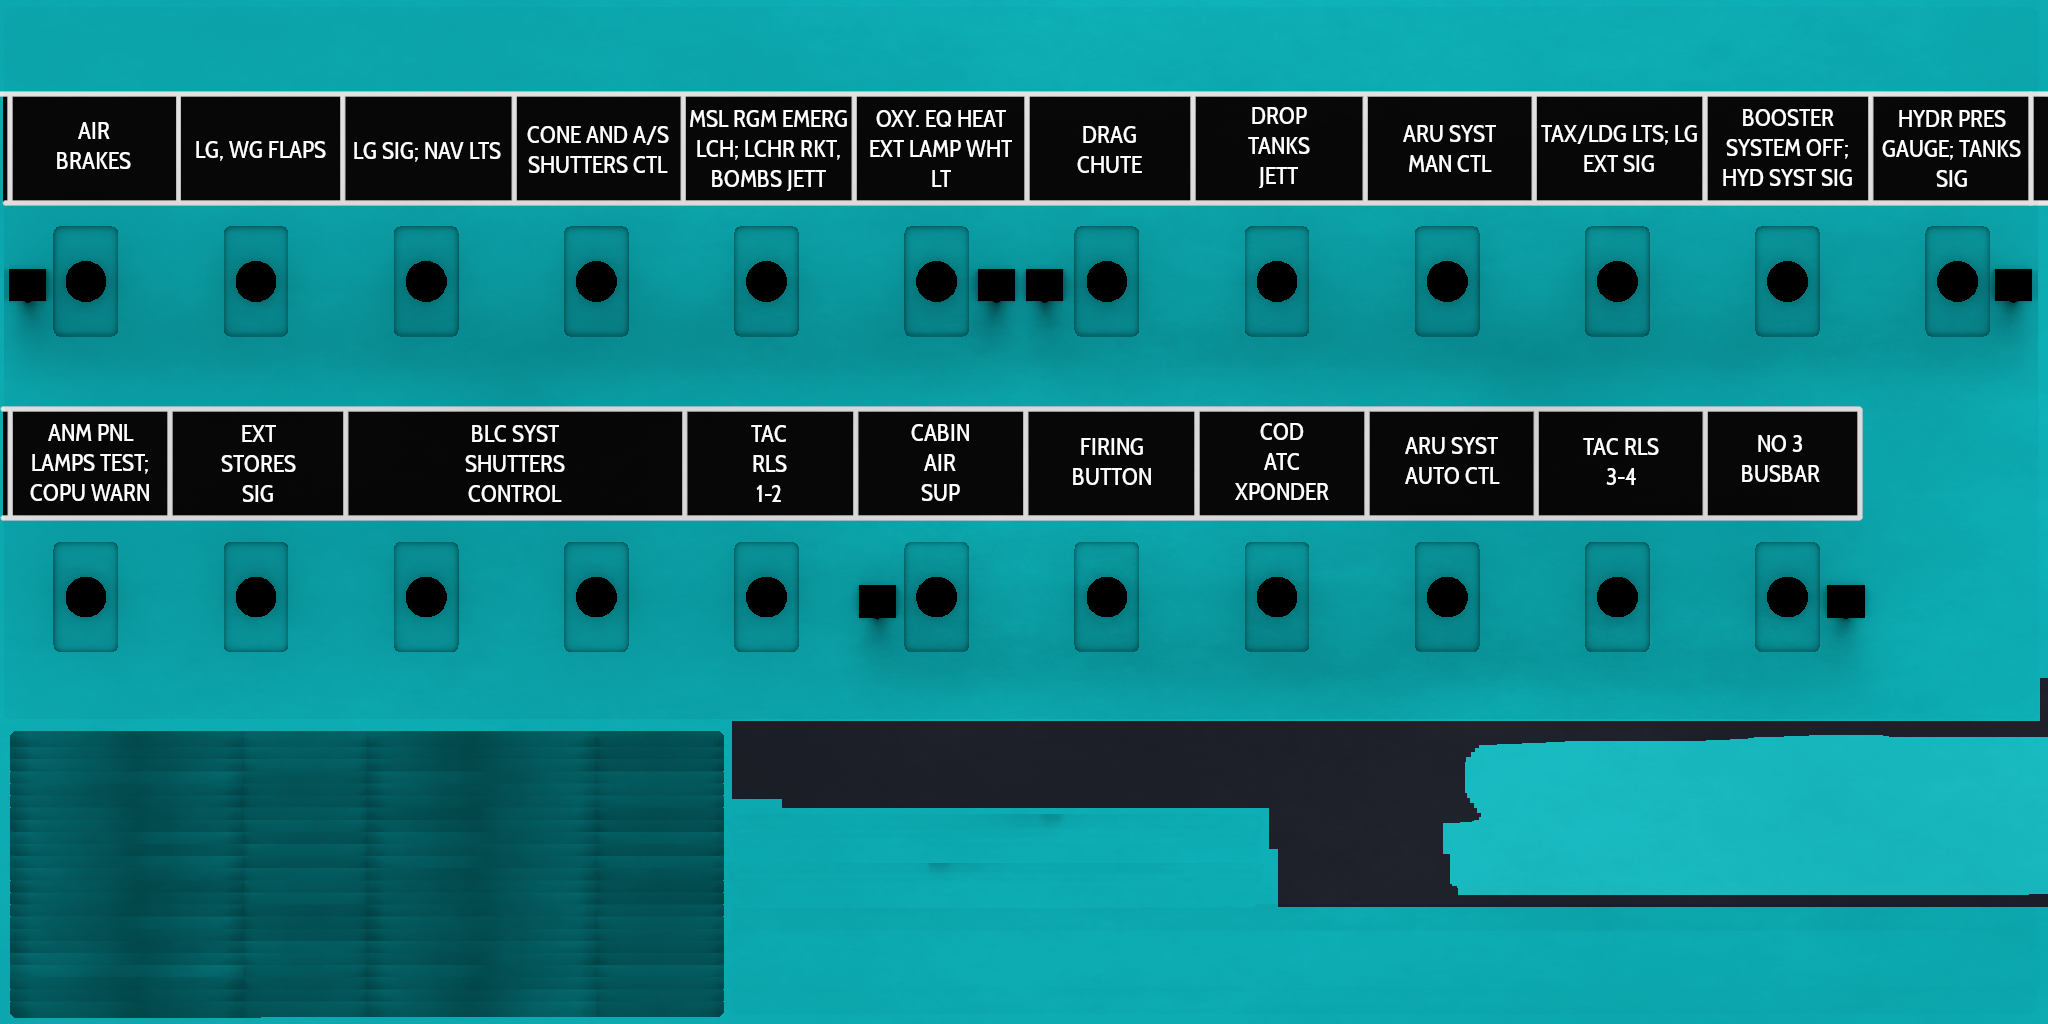 AIR
BRAKES
LG, WG FLAPS
LG SIG; NAV LTS
CONE AND A/S
SHUTTERS CTL
MSL RGM EMERG
LCH; LCHR RKT,
BOMBS JETT
OXY. EQ HEAT
EXT LAMP WHT
LT
DRAG
CHUTE
DROP
TANKS
JETT
ARU SYST
MAN CTL
TAX/LDG LTS; LG
EXT SIG
BOOSTER
SYSTEM OFF;
HYD SYST SIG
HYDR PRES
GAUGE; TANKS
SIG
ANM PNL
LAMPS TEST;
COPU WARN
EXT
STORES
SIG
BLC SYST
SHUTTERS
CONTROL
TAC
RLS
1-2
CABIN
AIR
SUP
FIRING
BUTTON
COD
ATC
XPONDER
ARU SYST
AUTO CTL
TAC RLS
3-4
NO 3
BUSBAR